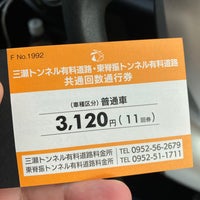 F No.1992
三瀬トンネル有料道路・東脊振トンネル有料道路
共通回数通行券
(車種区分) 普通車
3,120円(11回券)
三瀬トンネル有料道路料金所 TEL 0952-56-2679
東脊振トンネル有料道路料金所 TEL 0952-51-1711